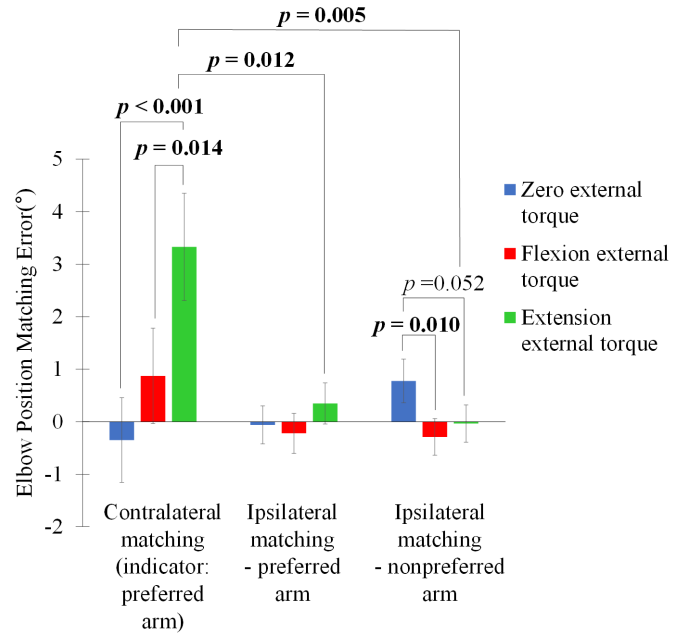 p = 0.005
p = 0.012
p < 0.001
p = 0.014
5
4
3
2
1
0
-1
-2
Elbow Position Matching Error(°)
p =0.052
p = 0.010
Zero external
torque
Flexion external
torque
Extension
external torque
Contralateral
matching
(indicator:
preferred
arm)
Ipsilateral
matching
- preferred
arm
Ipsilateral
matching
- nonpreferred
arm